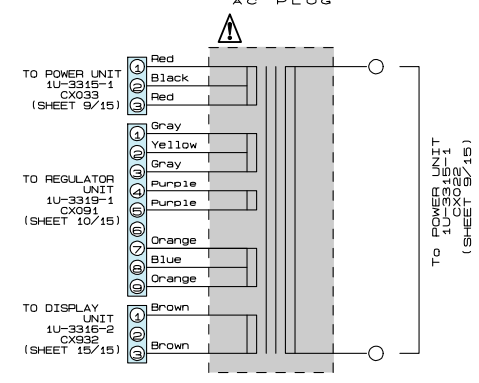 AC PLUG
TO POWER UNIT
1U-3315-1
CX033
(SHEET 9/15)
1 Red
2 Black
3 Red
TO REGULATOR
UNIT
1U-3319-1
CX091
(SHEET 10/15)
1 Gray
2 Yellow
3 Gray
4 Purple
5 Purple
6
7 Orange
8 Blue
9 Orange
TO DISPLAY
UNIT
1U-3316-2
CX932
(SHEET 15/15)
1 Brown
2
3 Brown
To POWER UNIT
1U-3315-1
CX022
(SHEET 9/15)